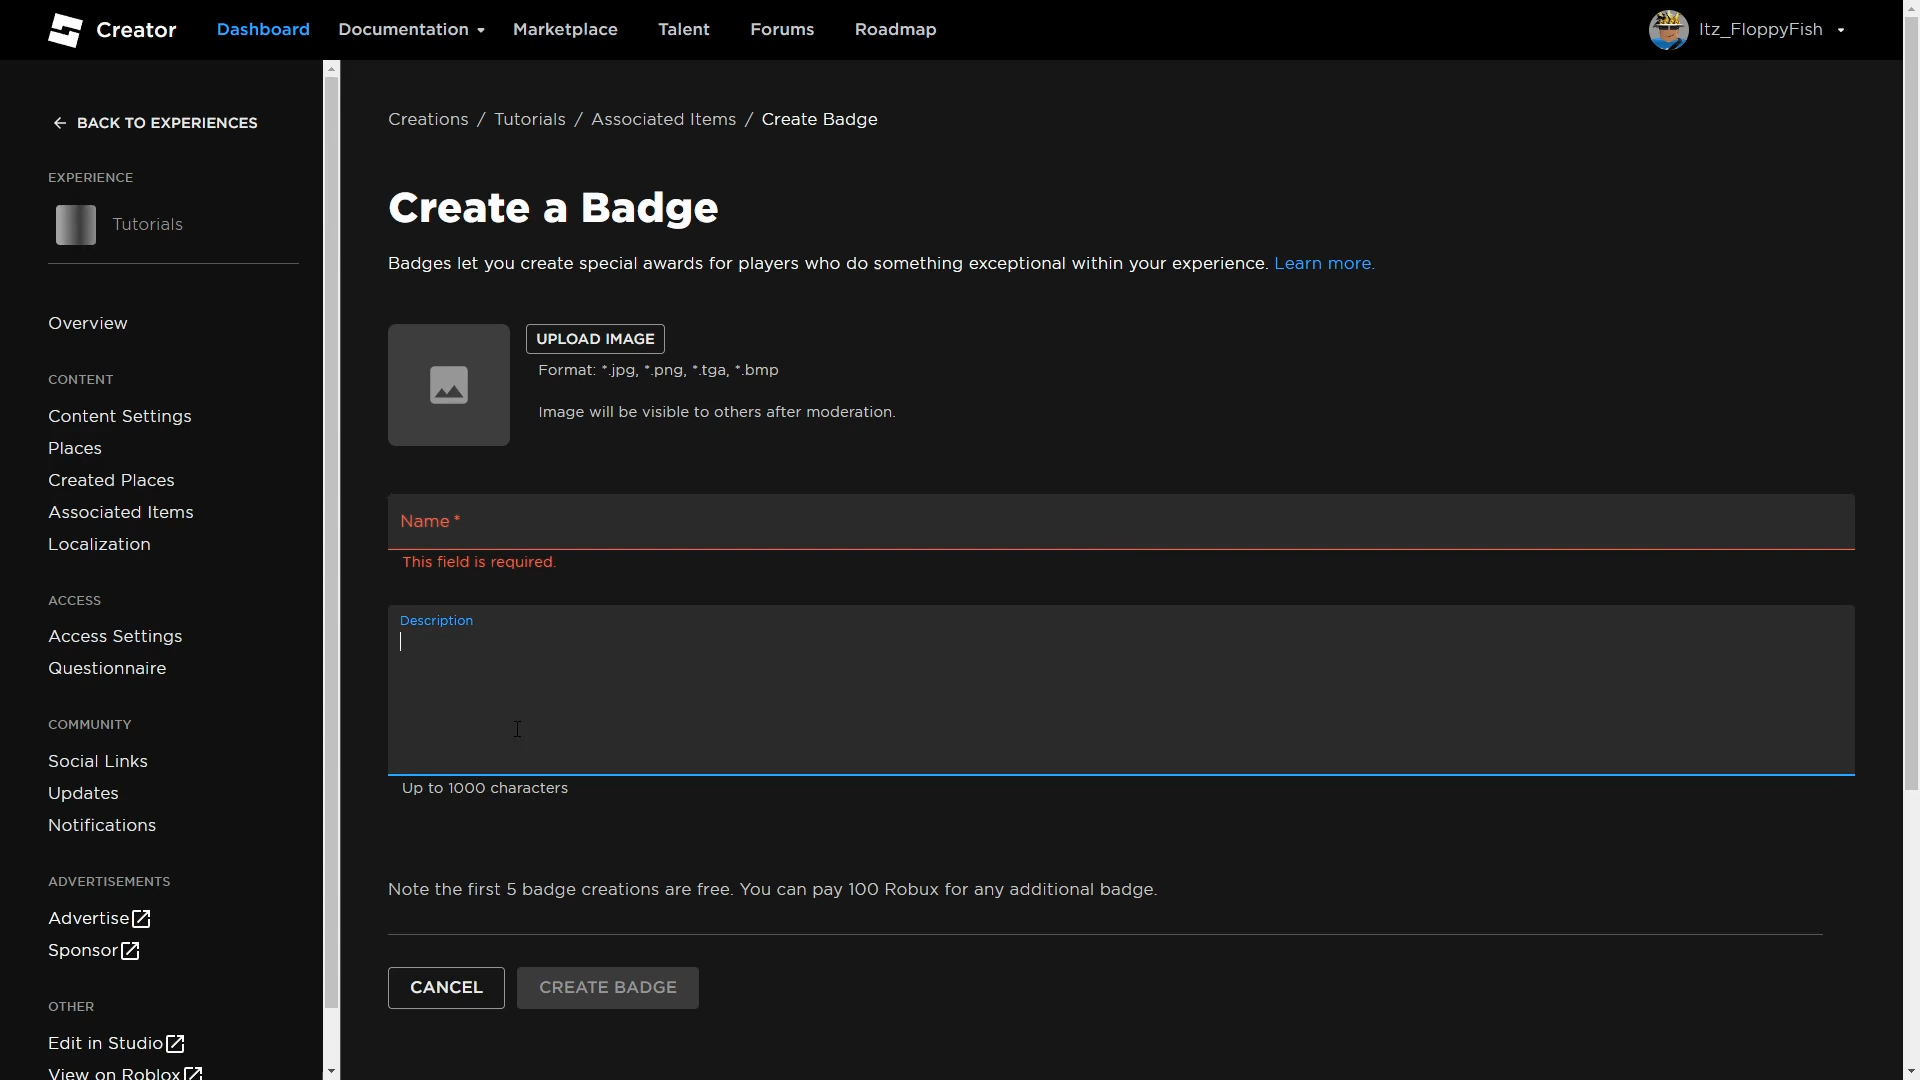 Creator
Dashboard
Documentation
Marketplace
Talent
Forums
Roadmap
Itz_FloppyFish
BACK TO EXPERIENCES
EXPERIENCE
Tutorials
Overview
CONTENT
Content Settings
Places
Created Places
Associated Items
Localization
ACCESS
Access Settings
Questionnaire
COMMUNITY
Social Links
Updates
Notifications
ADVERTISEMENTS
Advertise
Sponsor
OTHER
Edit in Studio
View on Roblox
Creations / Tutorials / Associated Items / Create Badge
Create a Badge
Badges let you create special awards for players who do something exceptional within your experience. Learn more.
UPLOAD IMAGE
Format: *.jpg, *.png, *.tga, *.bmp
Image will be visible to others after moderation.
Name *
This field is required.
Description
Up to 1000 characters
Note the first 5 badge creations are free. You can pay 100 Robux for any additional badge.
CANCEL
CREATE BADGE